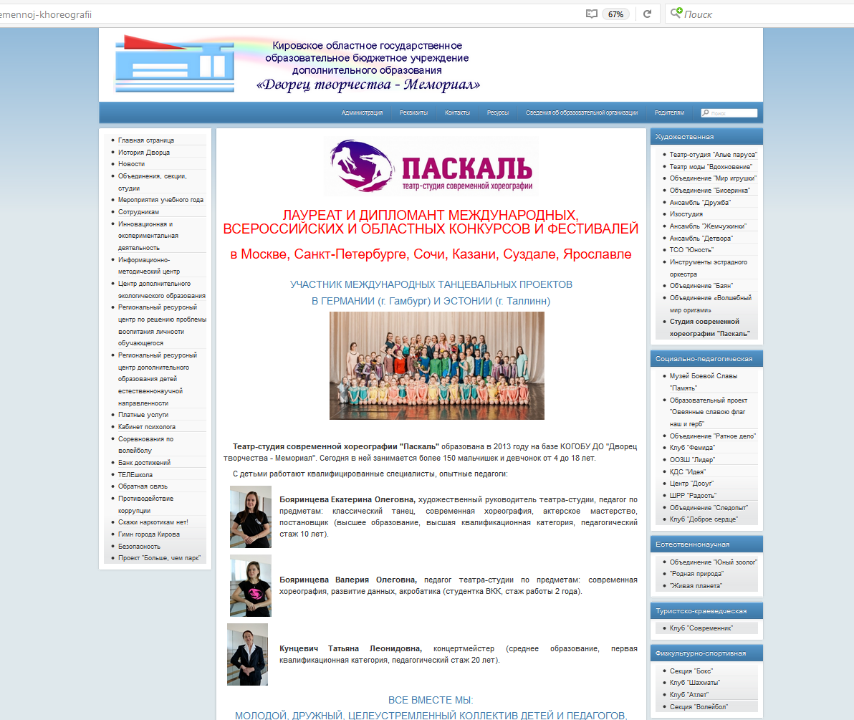 emennoj-khoreografii
67%
Поиск
Кировское областное государственное
образовательное бюджетное учреждение
дополнительного образования
«Дворец творчества - Мемориал»
Администрация
Реквизиты
Контакты
Ресурсы
Сведения об образовательной организации
Родителям
Главная страница
История Дворца
Новости
Объединения, секции,
студии
Мероприятия учебного года
Сотрудникам
Инновационная и
экспериментальная
деятельность
Информационно-
методический центр
Центр дополнительного
экологического образования
Региональный ресурсный
центр по решению проблемы
воспитания личности
обучающегося
Региональный ресурсный
центр дополнительного
образования детей
естественнонаучной
направленности
Платные услуги
Кабинет психолога
Соревнования по
волейболу
Банк достижений
ТЕЛЕшкола
Обратная связь
Противодействие
коррупции
Скажи наркотикам нет!
Гимн города Кирова
Безопасность
Проект "Больше, чем парк"
ПАСКАЛЬ
театр-студия современной хореографии
ЛАУРЕАТ И ДИПЛОМАНТ МЕЖДУНАРОДНЫХ,
ВСЕРОССИЙСКИХ И ОБЛАСТНЫХ КОНКУРСОВ И ФЕСТИВАЛЕЙ
в Москве, Санкт-Петербурге, Сочи, Казани, Суздале, Ярославле
УЧАСТНИК МЕЖДУНАРОДНЫХ ТАНЦЕВАЛЬНЫХ ПРОЕКТОВ
В ГЕРМАНИИ (г. Гамбург) И ЭСТОНИИ (г. Таллинн)
Театр-студия современной хореографии "Паскаль" образована в 2013 году на базе КОГОБУ ДО "Дворец
творчества - Мемориал". Сегодня в ней занимается более 150 мальчишек и девчонок от 4 до 18 лет.
С детьми работают квалифицированные специалисты, опытные педагоги:
Бояринцева Екатерина Олеговна, художественный руководитель театра-студии, педагог по
предметам: классический танец, современная хореография, актерское мастерство,
постановщик (высшее образование, высшая квалификационная категория, педагогический
стаж 10 лет).
Бояринцева Валерия Олеговна, педагог театра-студии по предметам: современная
хореография, развитие данных, акробатика (студентка ВКК, стаж работы 2 года).
Кунцевич Татьяна Леонидовна, концертмейстер (среднее образование, первая
квалификационная категория, педагогический стаж 20 лет).
ВСЕ ВМЕСТЕ МЫ:
МОЛОДОЙ, ДРУЖНЫЙ, ЦЕЛЕУСТРЕМЛЕННЫЙ КОЛЛЕКТИВ ДЕТЕЙ И ПЕДАГОГОВ,
Художественная
Театр-студия "Алые паруса"
Театр моды "Вдохновение"
Объединение "Мир игрушки"
Объединение "Бисеринка"
Ансамбль "Дружба"
Изостудия
Ансамбль "Жемчужинки"
Ансамбль "Детвора"
ТСО "Юность"
Инструменты эстрадного
оркестра
Объединение "Баян"
Объединение «Волшебный
мир оригами»
Студия современной
хореографии "Паскаль"
Социально-педагогическая
Музей Боевой Славы
"Память"
Образовательный проект
"Овеянные славою флаг
наш и герб"
Объединение "Ратное дело"
Клуб "Фемида"
ООЗШ "Лидер"
КДС "Идея"
Центр "Досуг"
ШРР "Радость"
Объединение "Следопыт"
Клуб "Доброе сердце"
Естественнонаучная
Объединение "Юный зоолог"
"Родная природа"
"Живая планета"
Туристско-краеведческая
Клуб "Современник"
Физкультурно-спортивная
Секция "Бокс"
Клуб "Шахматы"
Клуб "Атлет"
Секция "Волейбол"